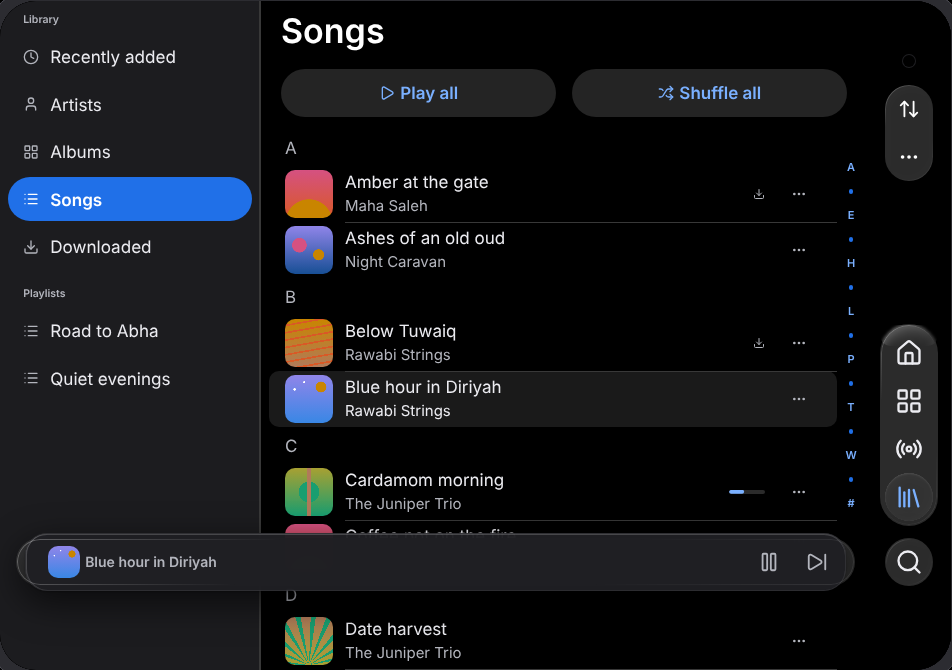 Library
Recently added
Artists
Albums
Songs
Downloaded
Playlists
Road to Abha
Quiet evenings
Songs
Play all
Shuffle all
A
Amber at the gate
Maha Saleh
Ashes of an old oud
Night Caravan
B
Below Tuwaiq
Rawabi Strings
Blue hour in Diriyah
Rawabi Strings
C
Cardamom morning
The Juniper Trio
D
Date harvest
The Juniper Trio
A
E
H
L
P
T
W
#
Blue hour in Diriyah